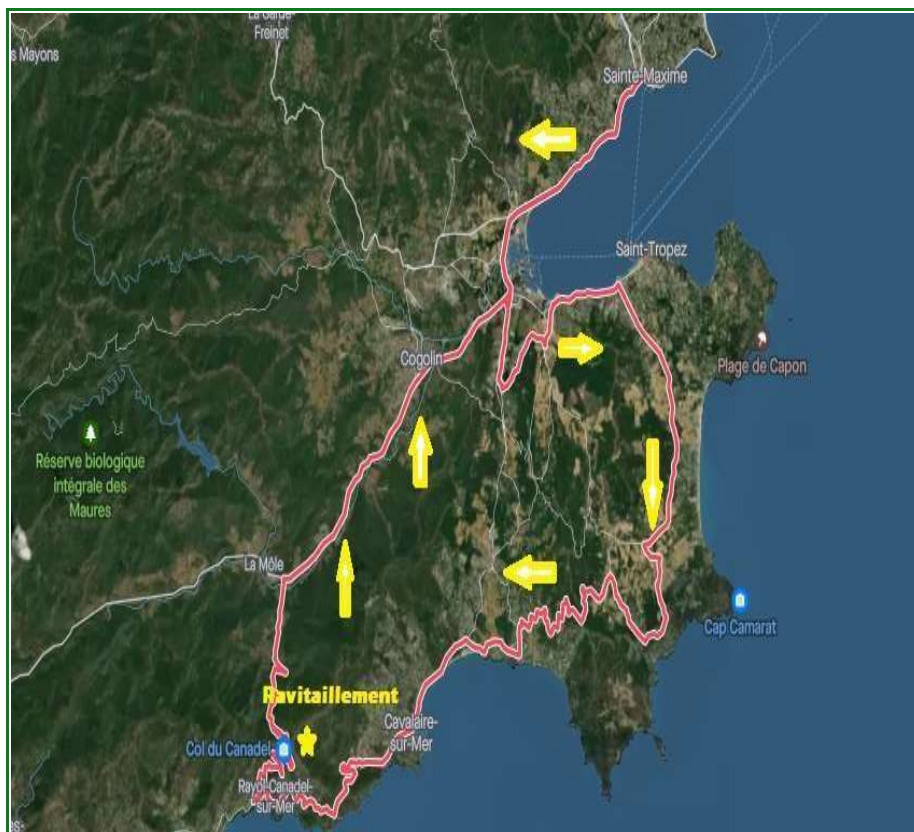 La Garde-
Freinet
s Mayons
Sainte-Maxime
Saint-Tropez
Plage de Capon
Cogolin
Réserve biologique
intégrale des
Maures
La Môle
Cap Camarat
Ravitaillement
Cavalaire-
sur-Mer
Col du Canadel
Rayol-Canadel-
sur-Mer